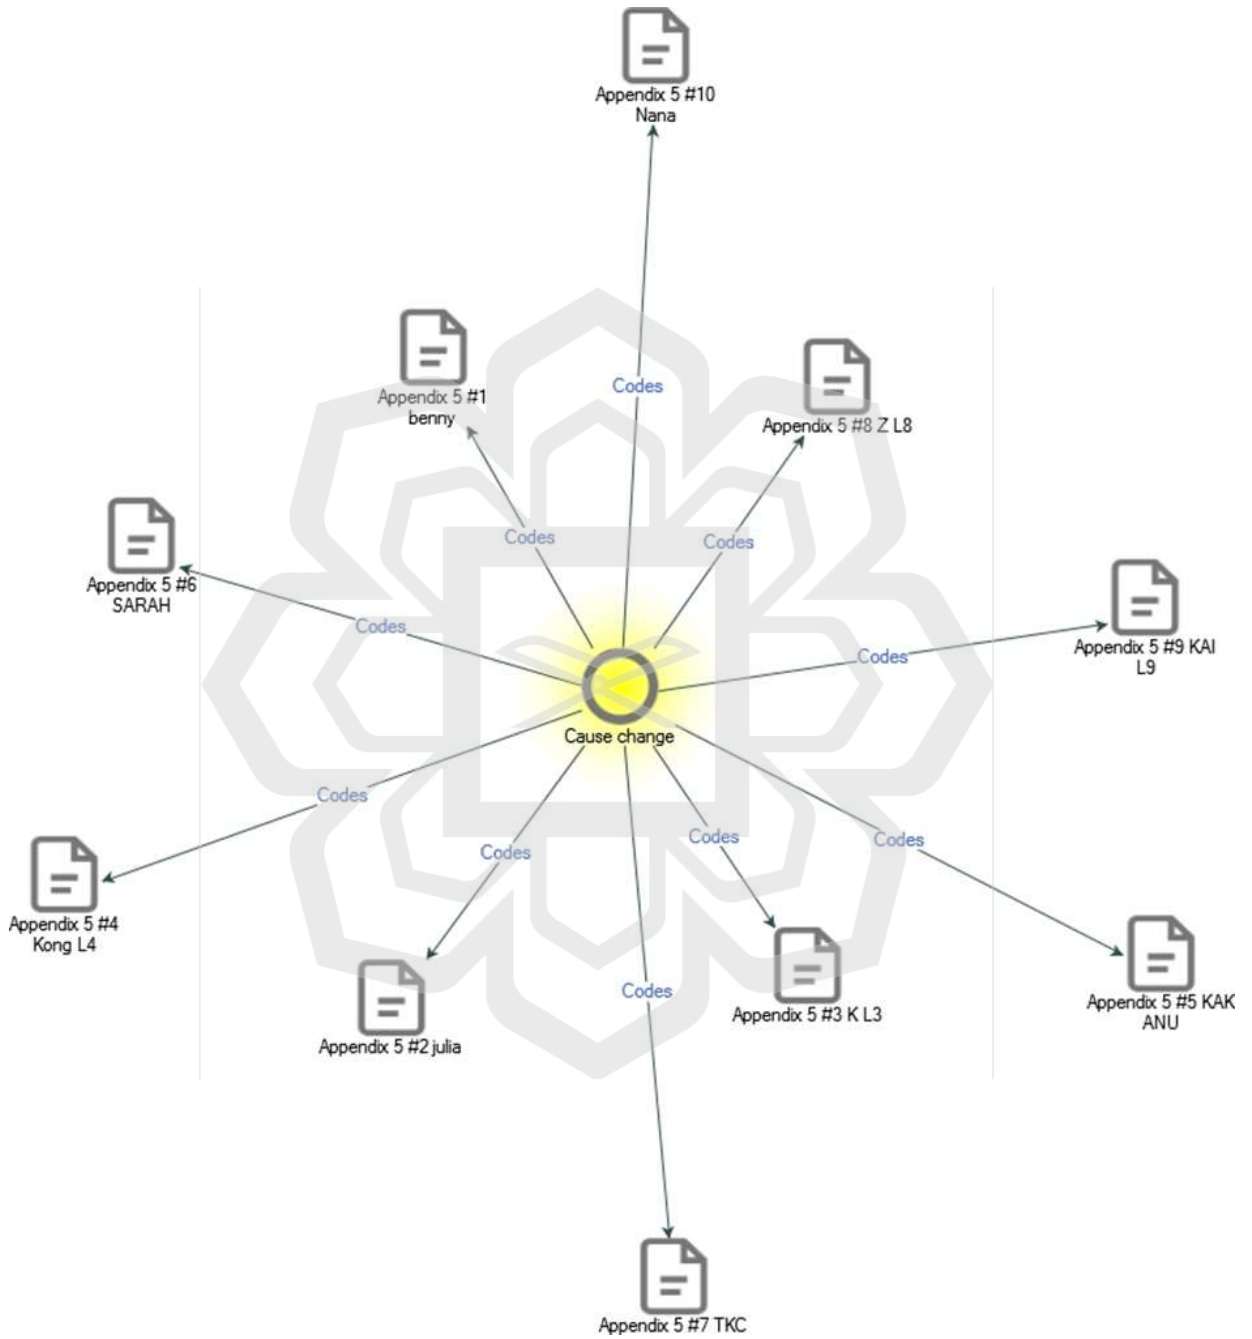 Appendix 5 #10
Nana
Codes
Appendix 5 #1
benny
Appendix 5 #8 Z L8
Codes
Codes
Appendix 5 #6
SARAH
Codes
Appendix 5 #9 KAI
L9
Codes
Cause change
Codes
Appendix 5 #4
Kong L4
Codes
Appendix 5 #2 julia
Codes
Appendix 5 #3 K L3
Codes
Appendix 5 #5 KAK
ANU
Codes
Appendix 5 #7 TKC